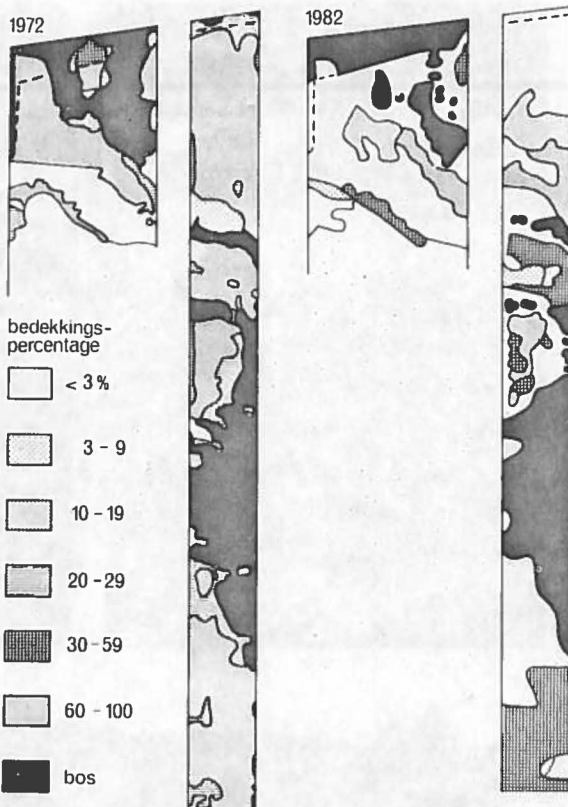 1972
1982
bedekkings-
percentage
< 3 %
3 - 9
10 - 19
20 - 29
30 - 59
60 - 100
bos